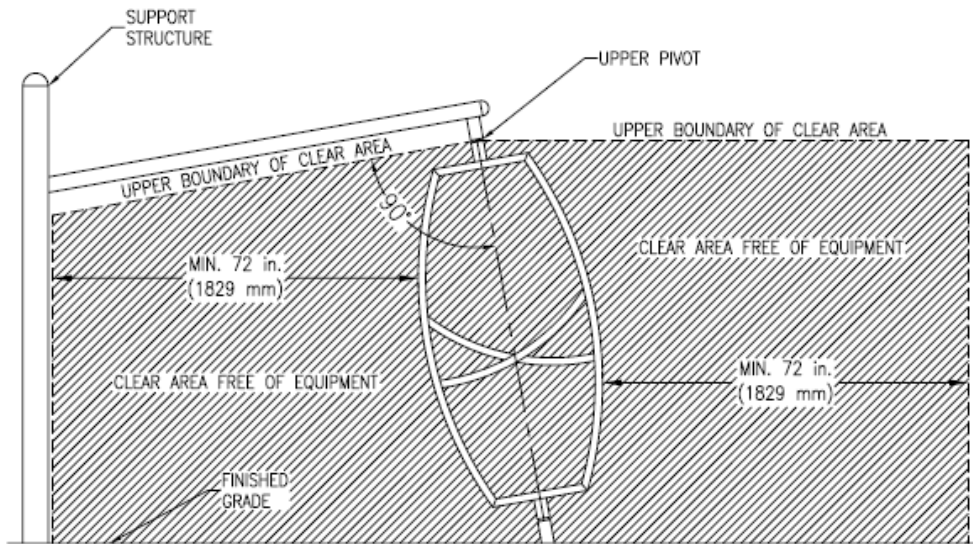 SUPPORT
STRUCTURE
UPPER PIVOT
UPPER BOUNDARY OF CLEAR AREA
UPPER BOUNDARY OF CLEAR AREA
90°
CLEAR AREA FREE OF EQUIPMENT
MIN. 72 in.
(1829 mm)
MIN. 72 in.
(1829 mm)
CLEAR AREA FREE OF EQUIPMENT
FINISHED
GRADE